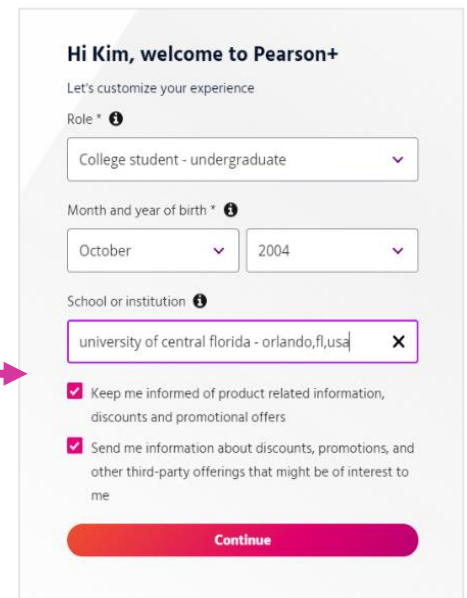 Hi Kim, welcome to Pearson+
Let's customize your experience
Role *
College student - undergraduate
Month and year of birth *
October 2004
School or institution
university of central florida - orlando,fl,usa
Keep me informed of product related information,
discounts and promotional offers
Send me information about discounts, promotions, and
other third-party offerings that might be of interest to
me
Continue